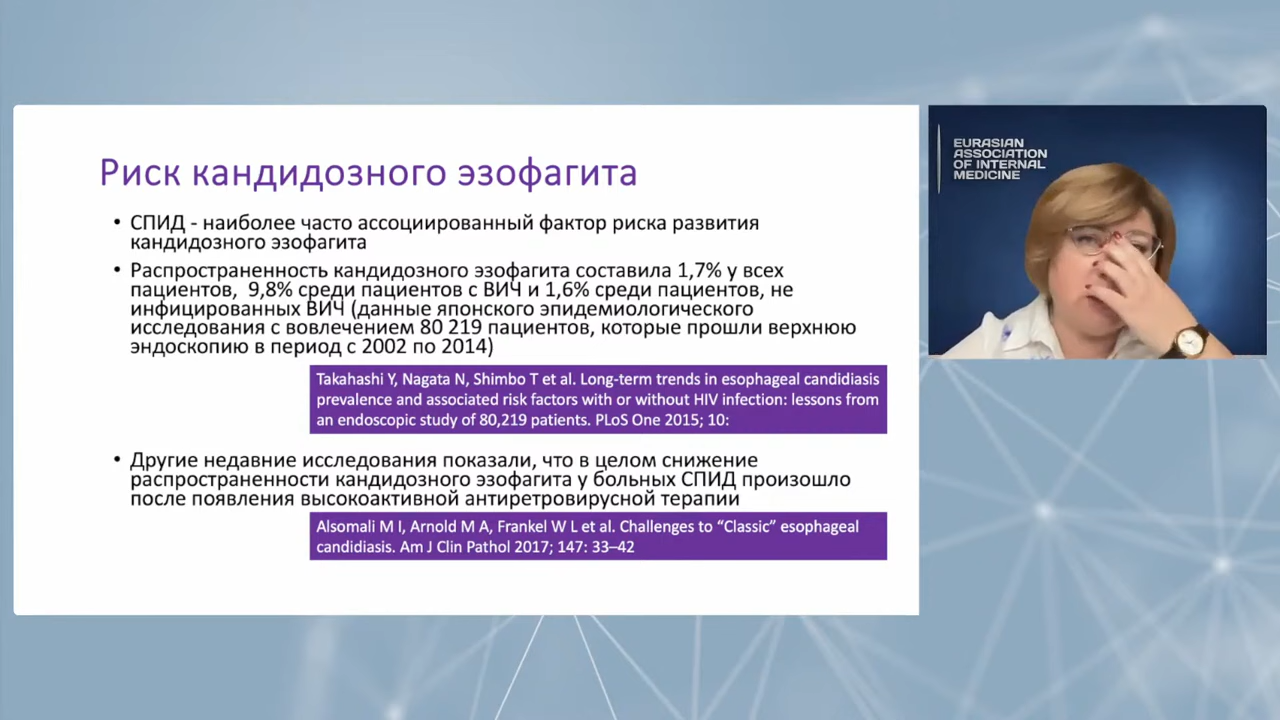 Риск кандидозного эзофагита
• СПИД - наиболее часто ассоциированный фактор риска развития
кандидозного эзофагита
• Распространенность кандидозного эзофагита составила 1,7% у всех
пациентов, 9,8% среди пациентов с ВИЧ и 1,6% среди пациентов, не
инфицированных ВИЧ (данные японского эпидемиологического
исследования с вовлечением 80 219 пациентов, которые прошли верхнюю
эндоскопию в период с 2002 по 2014)
Takahashi Y, Nagata N, Shimbo T et al. Long-term trends in esophageal candidiasis
prevalence and associated risk factors with or without HIV infection: lessons from
an endoscopic study of 80,219 patients. PLoS One 2015; 10:
• Другие недавние исследования показали, что в целом снижение
распространенности кандидозного эзофагита у больных СПИД произошло
после появления высокоактивной антиретровирусной терапии
Alsomali M I, Arnold M A, Frankel W L et al. Challenges to “Classic” esophageal
candidiasis. Am J Clin Pathol 2017; 147: 33–42
EURASIAN
ASSOCIATION
OF INTERNAL
MEDICINE